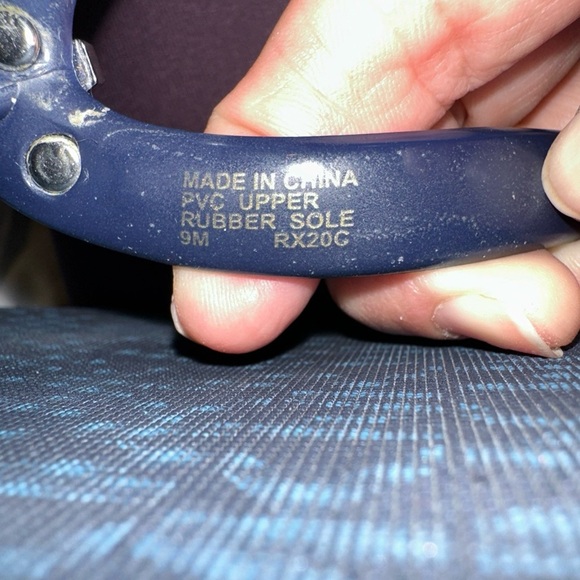 MADE IN CHINA
PVC UPPER
RUBBER SOLE
9M RX20C